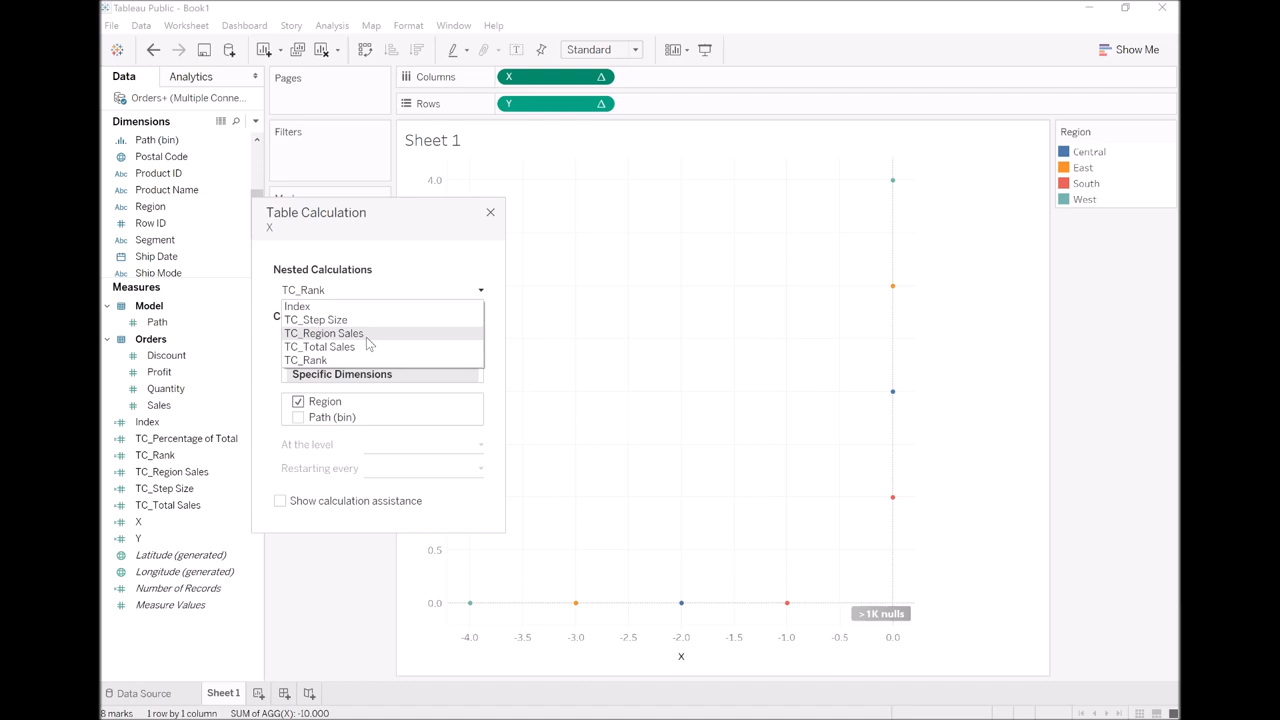 Tableau Public - Book1
File Data Worksheet Dashboard Story Analysis Map Format Window Help
Standard
Show Me
Data Analytics
Orders+ (Multiple Conne...
Dimensions
Path (bin)
Postal Code
Abc Product ID
Abc Product Name
Abc Region
Row ID
Abc Segment
Ship Date
Abc Ship Mode
Measures
Model
Path
Orders
Discount
Profit
Quantity
Sales
Index
TC_Percentage of Total
TC_Rank
TC_Region Sales
TC_Step Size
TC_Total Sales
X
Y
Latitude (generated)
Longitude (generated)
Number of Records
Measure Values
Pages
Filters
Columns X
Rows Y
Table Calculation
X
Nested Calculations
TC_Rank
Index
TC_Step Size
TC_Region Sales
TC_Total Sales
TC_Rank
C
Specific Dimensions
Region
Path (bin)
At the level
Restarting every
Show calculation assistance
Sheet 1
4.0
0.5
0.0
>1K nulls
-4.0 -3.5 -3.0 -2.5 -2.0 -1.5 -1.0 -0.5 0.0
X
Region
Central
East
South
West
Data Source Sheet 1
8 marks 1 row by 1 column SUM of AGG(X): -10.000